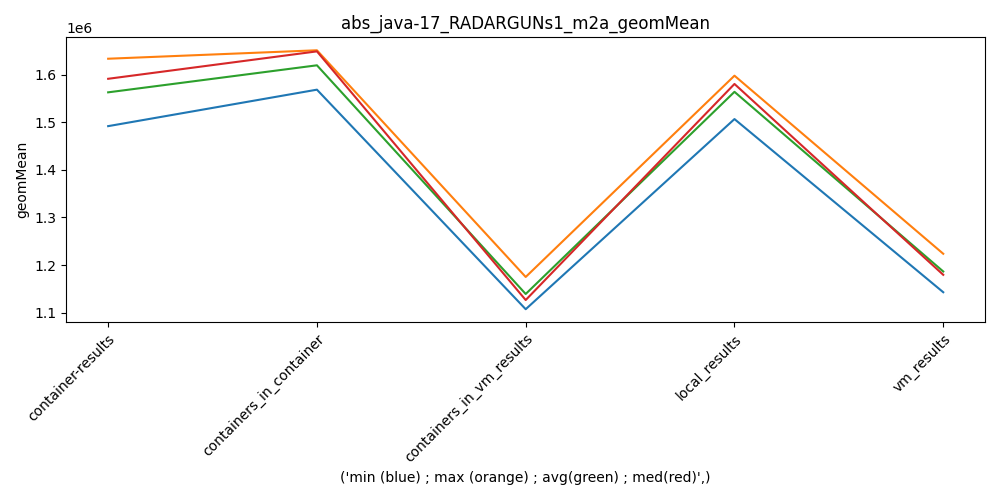 abs_java-17_RADARGUNs1_m2a_geomMean
1e6
1.6
1.5
1.4
1.3
1.2
1.1
geomMean
container-results
containers_in_container
containers_in_vm_results
local_results
vm_results
('min (blue) ; max (orange) ; avg(green) ; med(red)',)